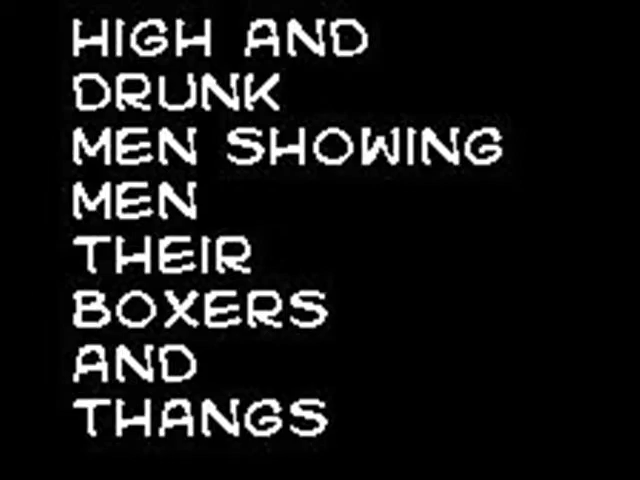 HIGH AND
DRUNK
MEN SHOWING
MEN
THEIR
BOXERS
AND
THANGS